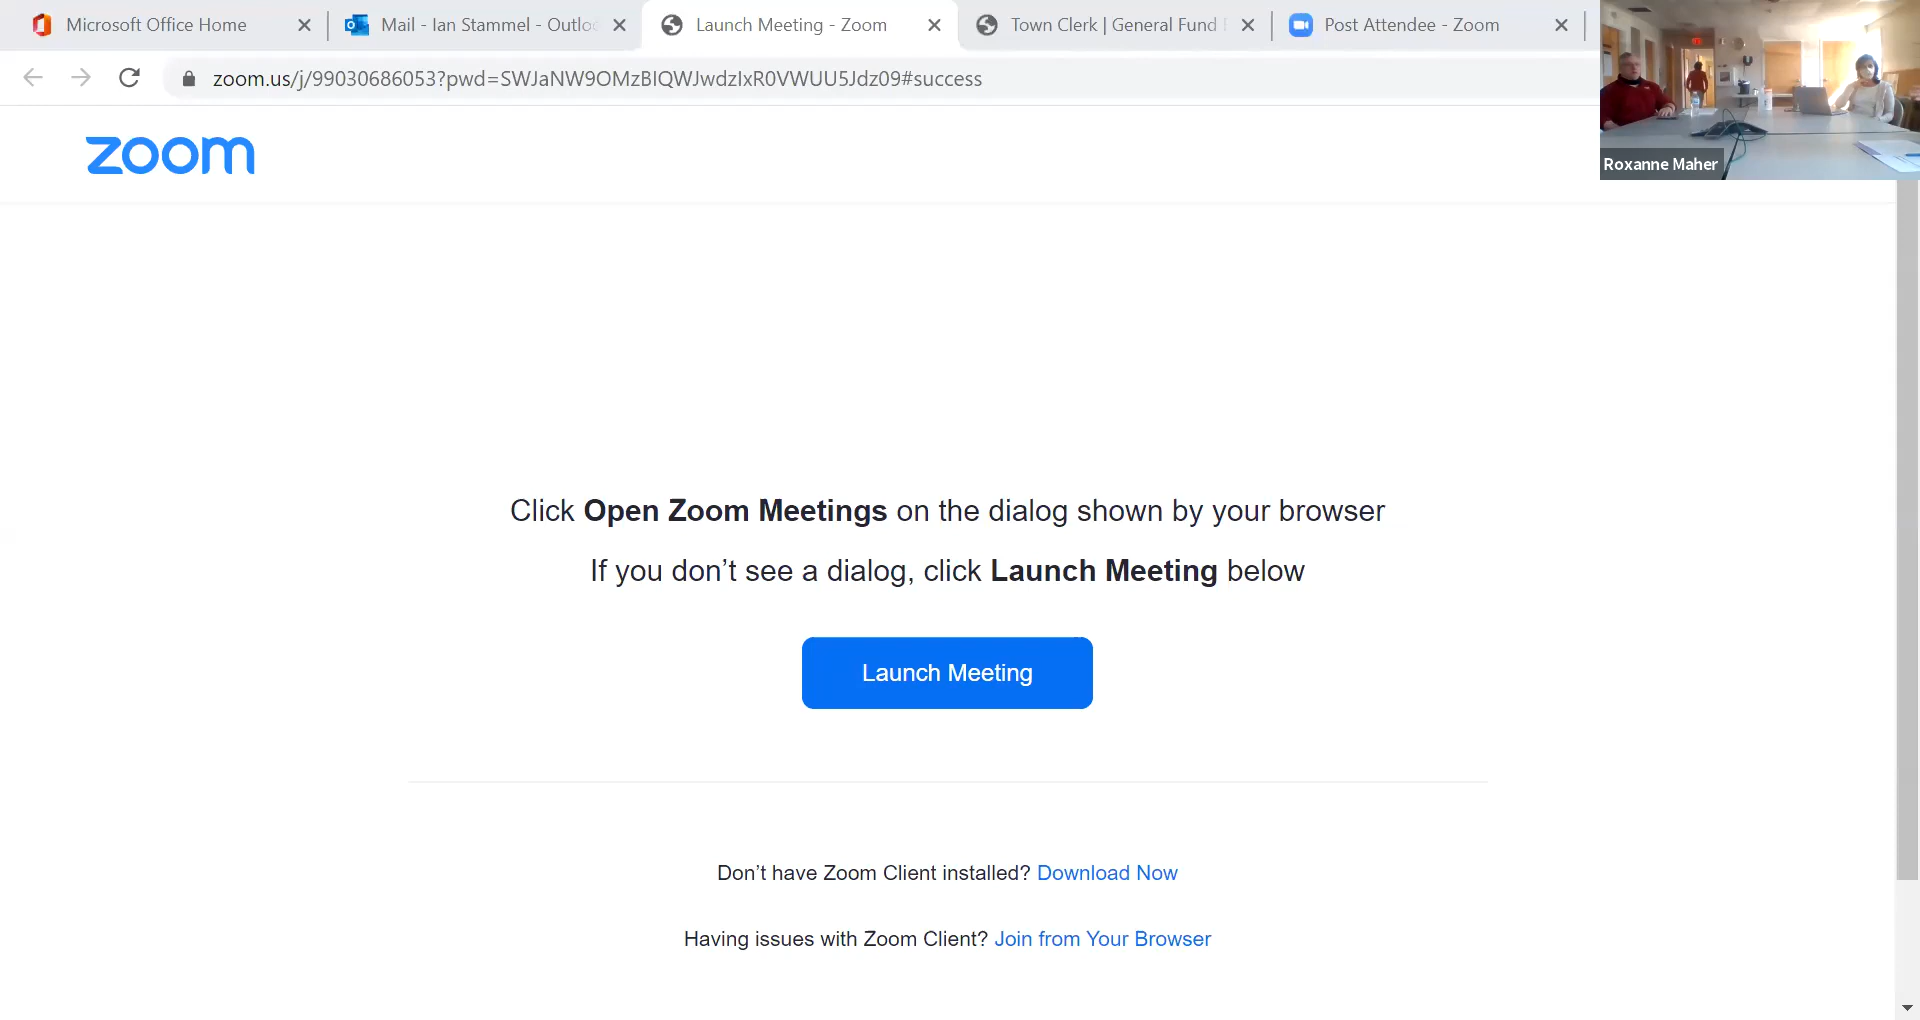 Microsoft Office Home
Mail - Ian Stammel - Outlo
Launch Meeting - Zoom
Town Clerk | General Fund
Post Attendee - Zoom
zoom.us/j/99030686053?pwd=SWJaNW9OMzBIQWJwdzIxR0VWUU5Jdz09#success
Roxanne Maher
zoom
Click Open Zoom Meetings on the dialog shown by your browser
If you don’t see a dialog, click Launch Meeting below
Launch Meeting
Don’t have Zoom Client installed? Download Now
Having issues with Zoom Client? Join from Your Browser